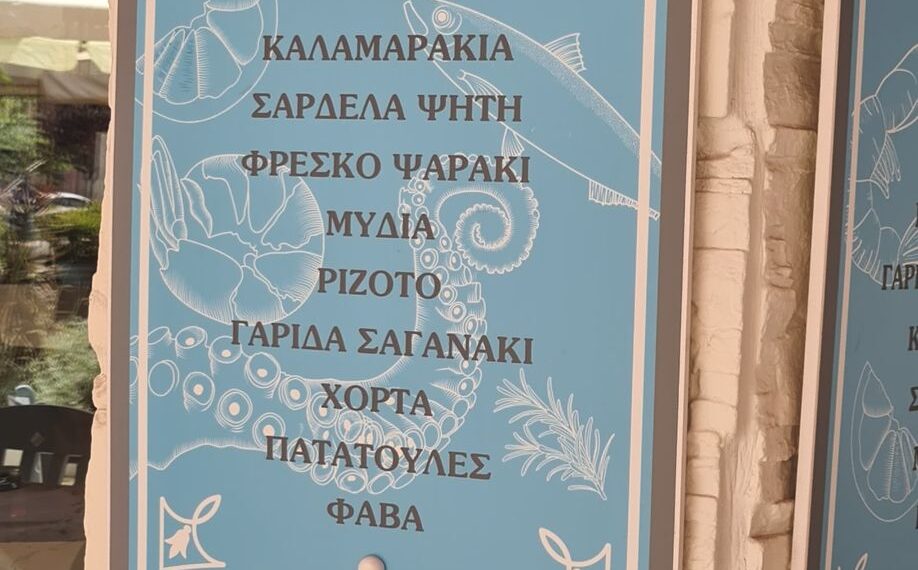 ΚΑΛΑΜΑΡΑΚΙΑ
ΣΑΡΔΕΛΑ ΨΗΤΗ
ΦΡΕΣΚΟ ΨΑΡΑΚΙ
ΜΥΔΙΑ
ΡΙΖΟΤΟ
ΓΑΡΙΔΑ ΣΑΓΑΝΑΚΙ
ΧΟΡΤΑ
ΠΑΤΑΤΟΥΛΕΣ
ΦΑΒΑ